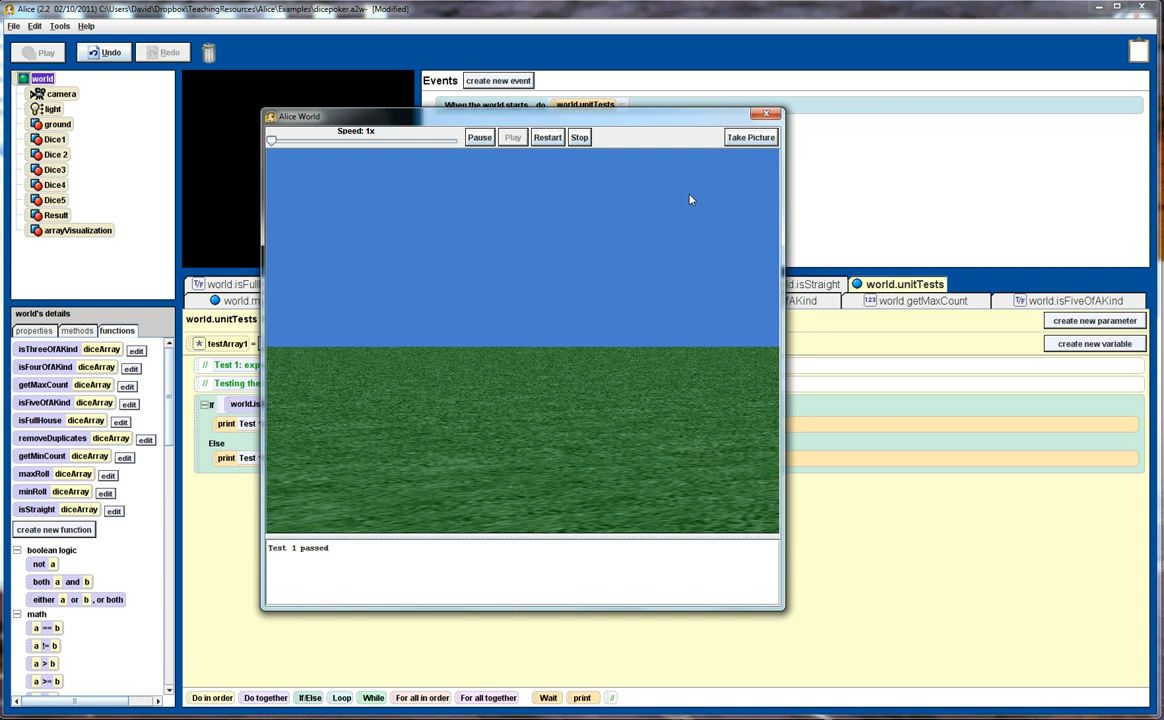 Alice (2.2 02/10/2011) C:\Users\David\Dropbox\TeachingResources\Alice\Examples\dicepoker.a2w- [Modified]
File Edit Tools Help
Play Undo Redo
world
camera
light
ground
Dice1
Dice 2
Dice3
Dice4
Dice5
Result
arrayVisualization
Events create new event
When the world starts, do world.unitTests
Alice World
Speed: 1x
Pause Play Restart Stop Take Picture
Test 1 passed
world.isFull
.isStraight world.unitTests
world.m
fAKind world.getMaxCount world.isFiveOfAKind
world.unitTests
create new parameter
testArray1 =
create new variable
// Test 1: exp
// Testing the
If world.is
print Test
Else
print Test
world's details
properties methods functions
isThreeOfAKind diceArray edit
isFourOfAKind diceArray edit
getMaxCount diceArray edit
isFiveOfAKind diceArray edit
isFullHouse diceArray edit
removeDuplicates diceArray edit
getMinCount diceArray edit
maxRoll diceArray edit
minRoll diceArray edit
isStraight diceArray edit
create new function
boolean logic
not a
both a and b
either a or b , or both
math
a == b
a != b
a > b
a >= b
Do in order Do together If/Else Loop While For all in order For all together Wait print //